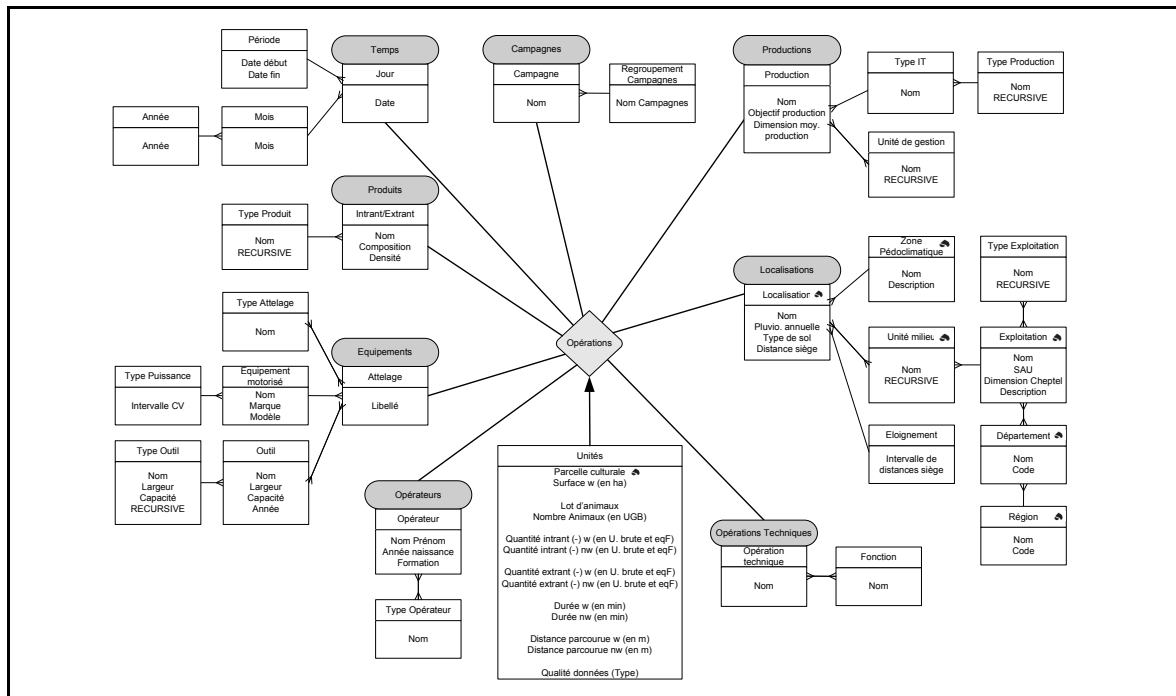 Temps
Jour
Date
Période
Date début
Date fin
Mois
Mois
Année
Année
Campagnes
Campagne
Nom
Regroupement
Campagnes
Nom Campagnes
Productions
Production
Nom
Objectif production
Dimension moy.
production
Type IT
Nom
Type Production
Nom
RECURSIVE
Unité de gestion
Nom
RECURSIVE
Produits
Intrant/Extrant
Nom
Composition
Densité
Type Produit
Nom
RECURSIVE
Localisations
Localisation
Nom
Pluvio. annuelle
Type de sol
Distance siège
Zone
Pédoclimatique
Nom
Description
Type Exploitation
Nom
RECURSIVE
Unité milieu
Nom
RECURSIVE
Exploitation
Nom
SAU
Dimension Cheptel
Description
Eloignement
Intervalle de
distances siège
Département
Nom
Code
Région
Nom
Code
Opérations
Equipements
Attelage
Libellé
Type Attelage
Nom
Type Puissance
Intervalle CV
Equipement
motorisé
Nom
Marque
Modèle
Type Outil
Nom
Largeur
Capacité
RECURSIVE
Outil
Nom
Largeur
Capacité
Année
Opérateurs
Opérateur
Nom Prénom
Année naissance
Formation
Type Opérateur
Nom
Unités
Parcelle culturale
Surface w (en ha)
Lot d'animaux
Nombre Animaux (en UGB)
Quantité intrant (-) w (en U. brute et eqF)
Quantité intrant (-) nw (en U. brute et eqF)
Quantité extrant (-) w (en U. brute et eqF)
Quantité extrant (-) nw (en U. brute et eqF)
Durée w (en min)
Durée nw (en min)
Distance parcourue w (en m)
Distance parcourue nw (en m)
Qualité données (Type)
Opérations Techniques
Opération
technique
Nom
Fonction
Nom